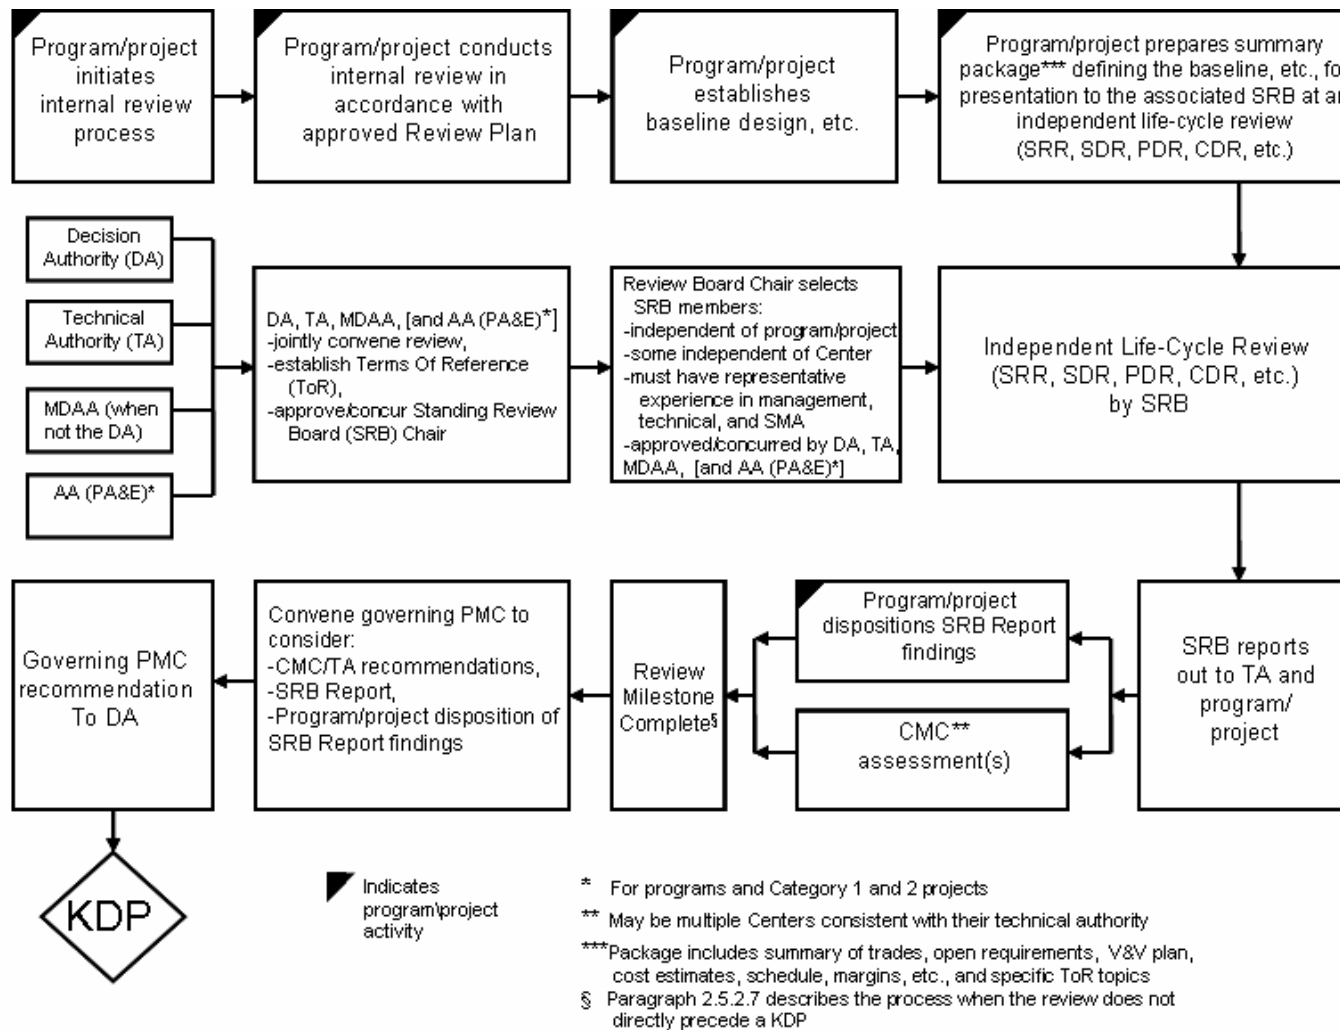 Program/project
initiates
internal review
process
Program/project conducts
internal review in
accordance with
approved Review Plan
Program/project
establishes
baseline design, etc.
Program/project prepares summary
package*** defining the baseline, etc., fo
presentation to the associated SRB at a
independent life-cycle review
(SRR, SDR, PDR, CDR, etc.)
Decision
Authority (DA)
Technical
Authority (TA)
MDAA (when
not the DA)
AA (PA&E)*
DA, TA, MDAA, [and AA (PA&E)*]
-jointly convene review,
-establish Terms Of Reference
(ToR),
-approve/concur Standing Review
Board (SRB) Chair
Review Board Chair selects
SRB members:
-independent of program/project
-some independent of Center
-must have representative
experience in management,
technical, and SMA
-approved/concurred by DA, TA,
MDAA, [and AA (PA&E)*]
Independent Life-Cycle Review
(SRR, SDR, PDR, CDR, etc.)
by SRB
Governing PMC
recommendation
To DA
Convene governing PMC to
consider:
-CMC/TA recommendations,
-SRB Report,
-Program/project disposition of
SRB Report findings
Review
Milestone
Complete§
Program/project
dispositions SRB Report
findings
CMC**
assessment(s)
SRB reports
out to TA and
program/
project
KDP
Indicates
program\project
activity
* For programs and Category 1 and 2 projects
** May be multiple Centers consistent with their technical authority
***Package includes summary of trades, open requirements, V&V plan,
cost estimates, schedule, margins, etc., and specific ToR topics
§ Paragraph 2.5.2.7 describes the process when the review does not
directly precede a KDP